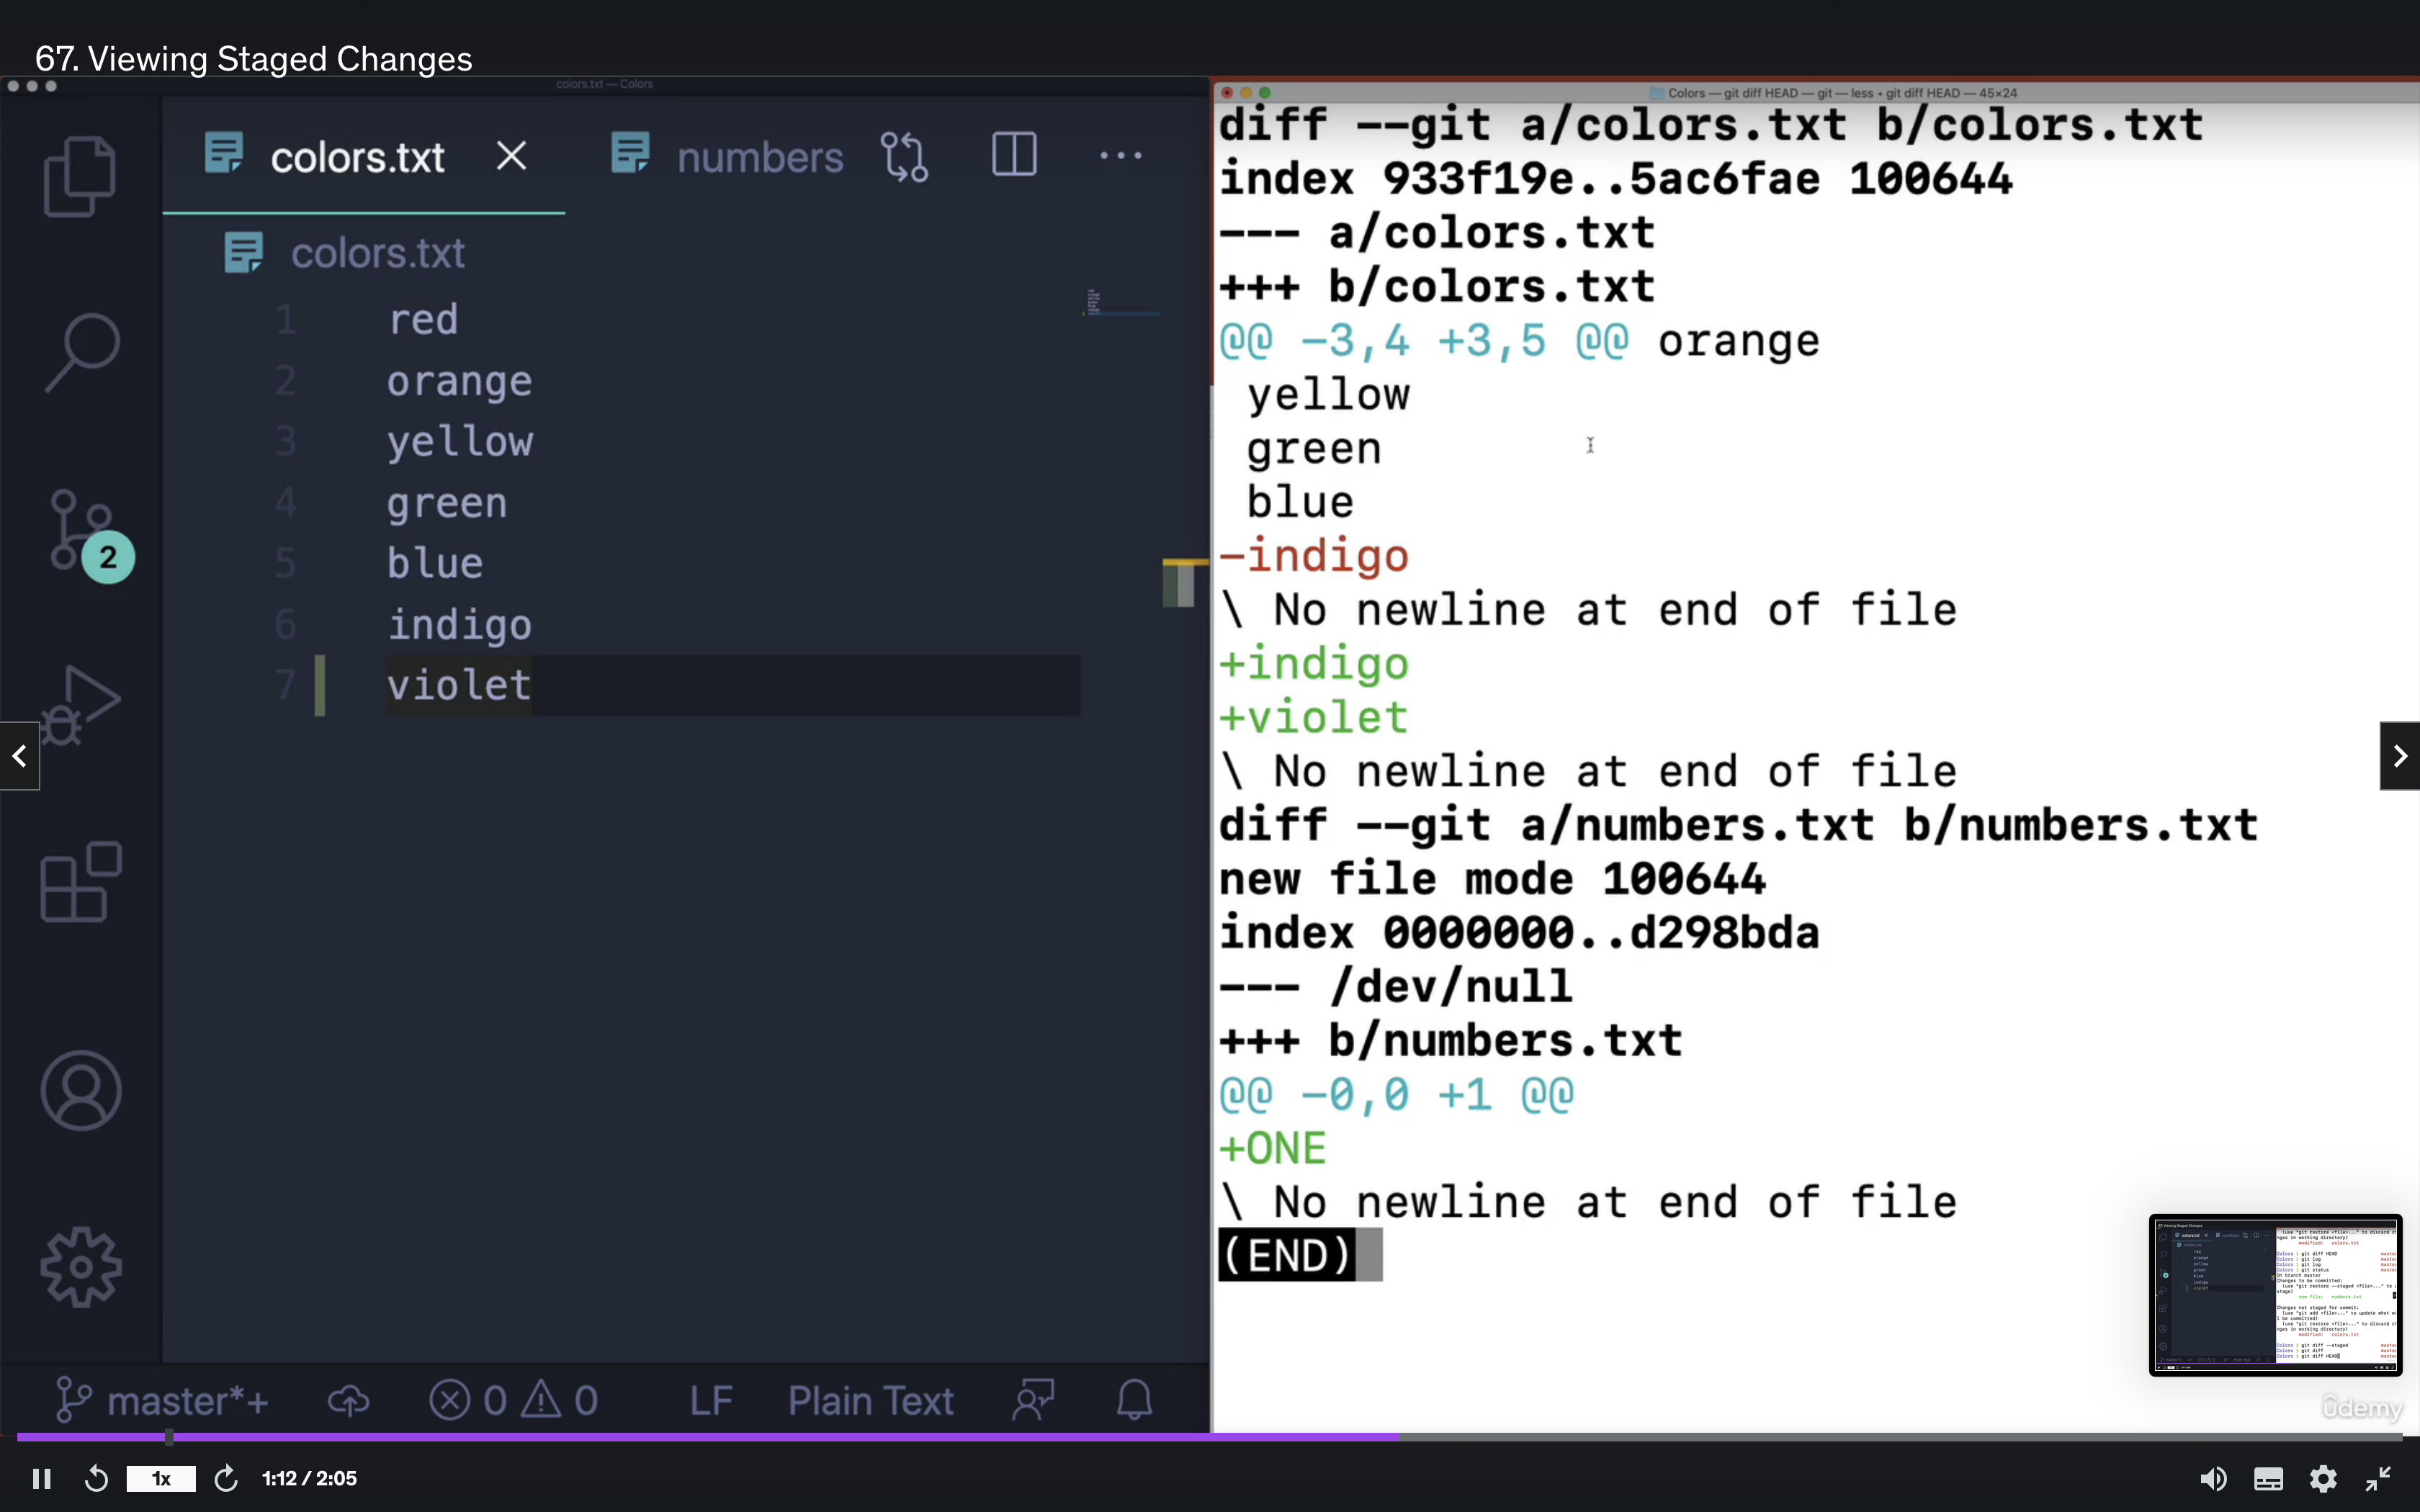 67. Viewing Staged Changes
colors.txt — Colors
colors.txt
numbers
colors.txt
1 red
2 orange
3 yellow
4 green
5 blue
6 indigo
7 violet
2
master*+
0
0
LF
Plain Text
Colors — git diff HEAD — git — less ◂ git diff HEAD — 45×24
diff --git a/colors.txt b/colors.txt
index 933f19e..5ac6fae 100644
--- a/colors.txt
+++ b/colors.txt
@@ -3,4 +3,5 @@ orange
yellow
green
blue
-indigo
\ No newline at end of file
+indigo
+violet
\ No newline at end of file
diff --git a/numbers.txt b/numbers.txt
new file mode 100644
index 0000000..d298bda
--- /dev/null
+++ b/numbers.txt
@@ -0,0 +1 @@
+ONE
\ No newline at end of file
(END)
udemy
1x
1:12 / 2:05